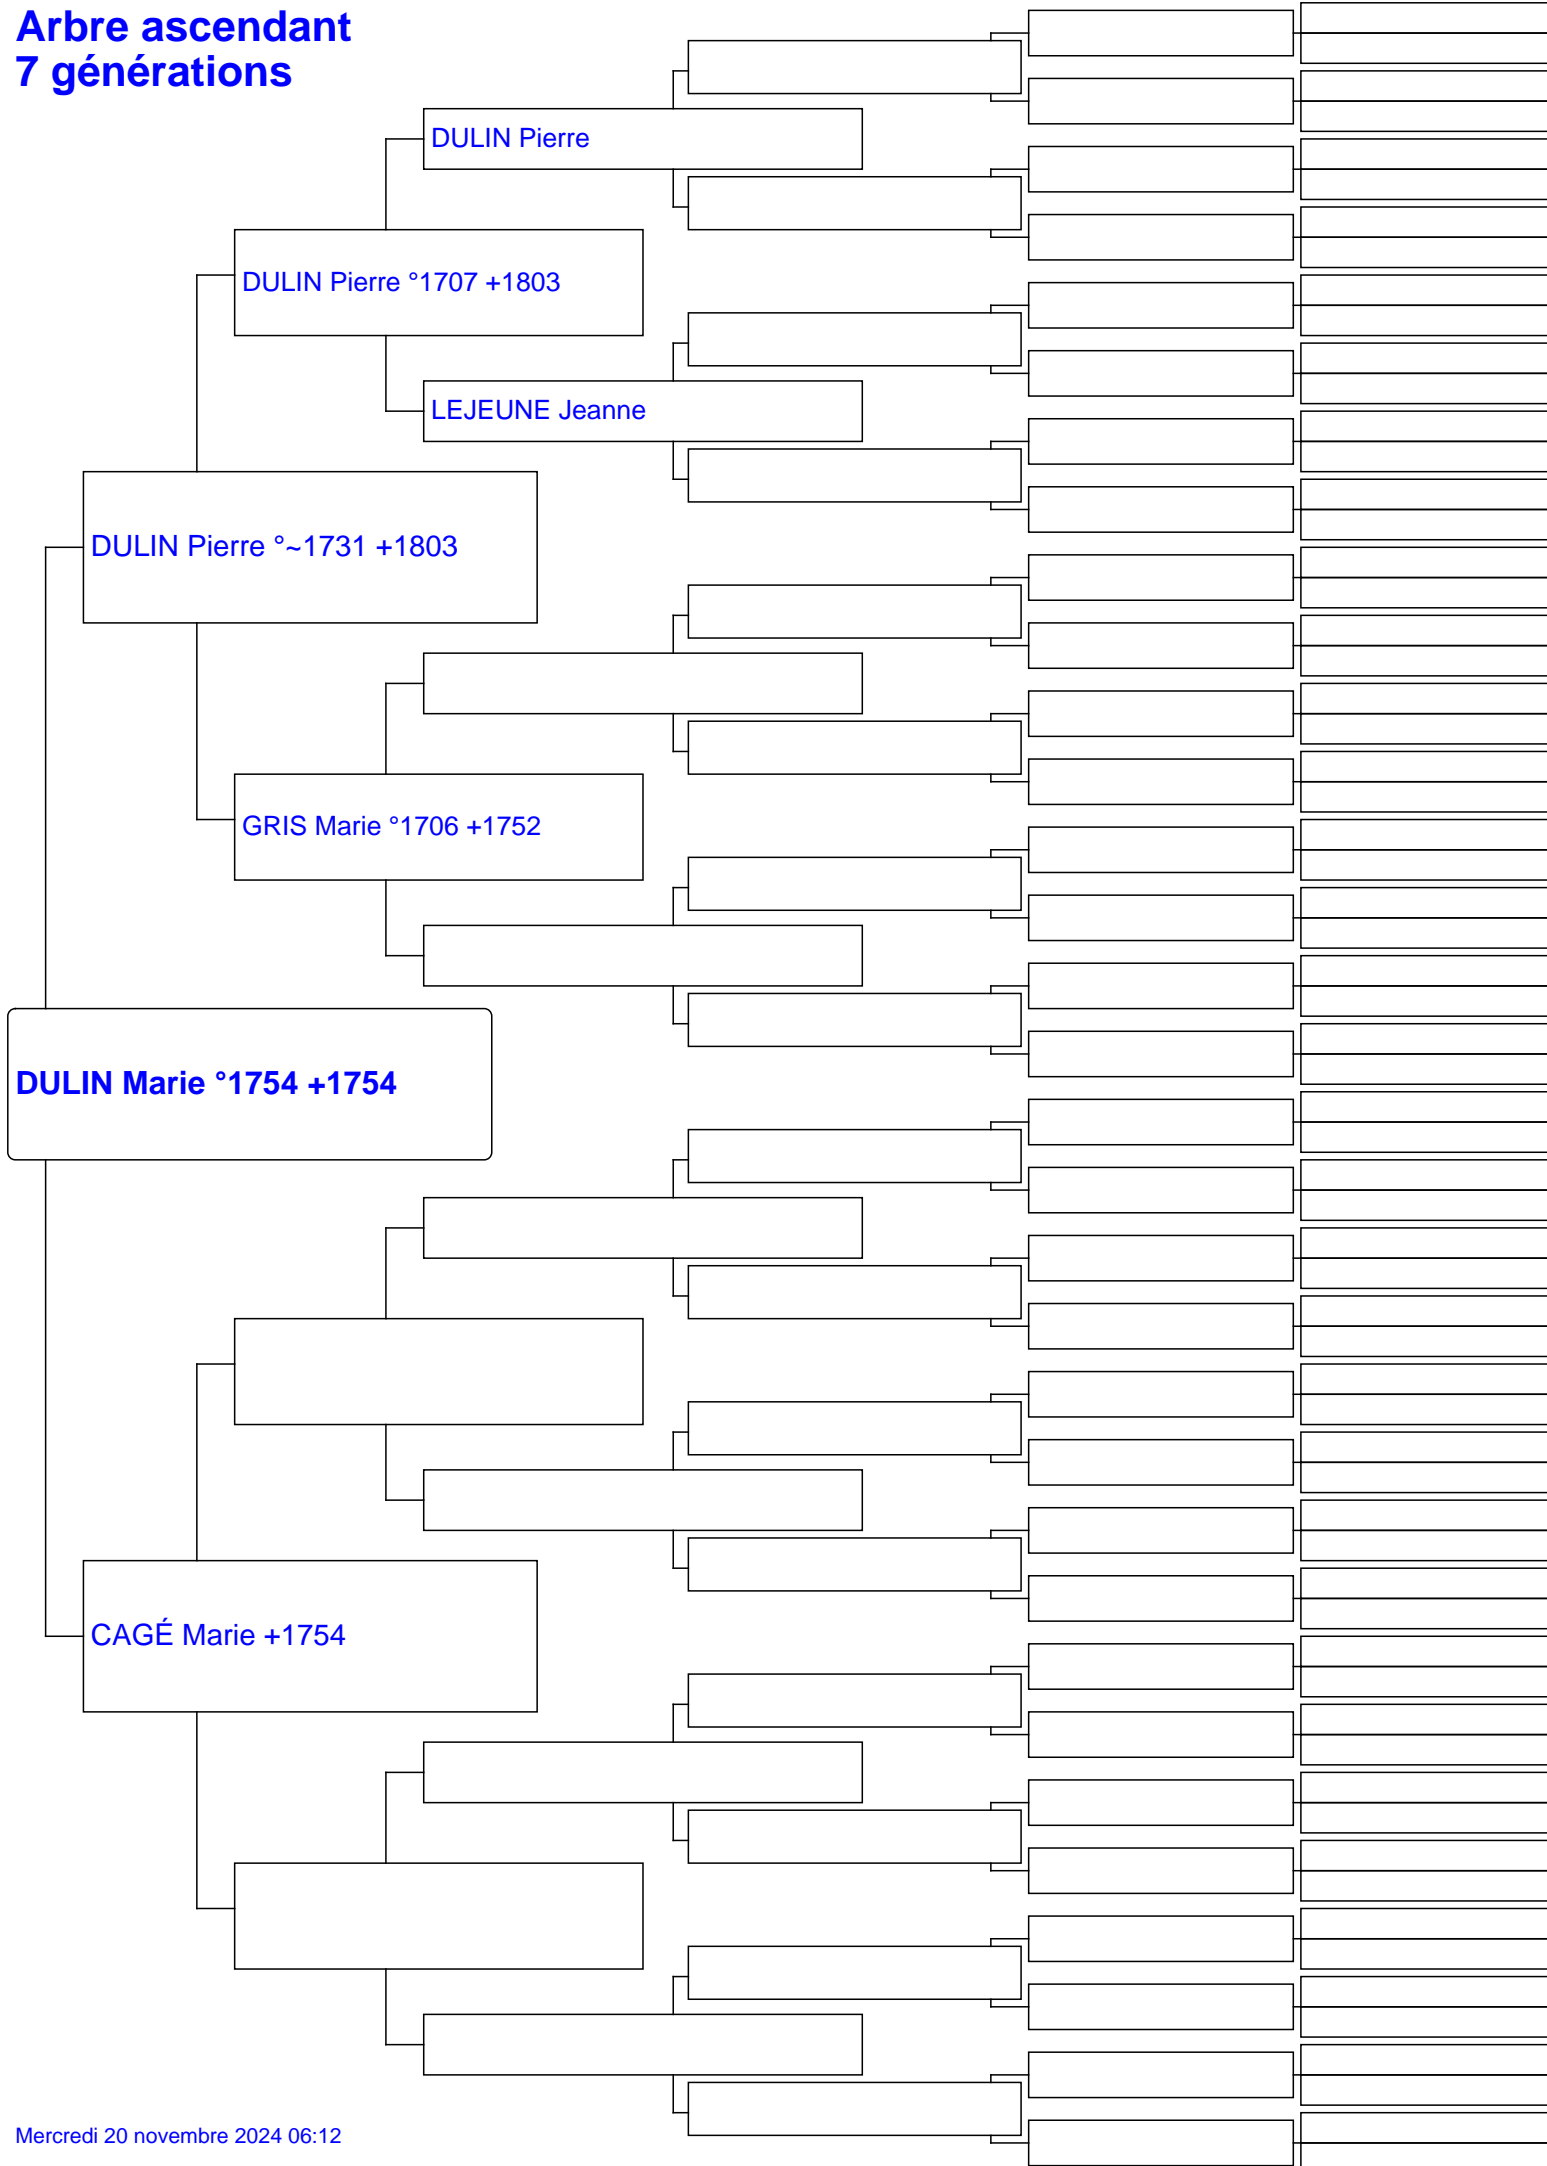 Arbre ascendant
7 générations
DULIN Pierre
DULIN Pierre °1707 +1803
LEJEUNE Jeanne
DULIN Pierre °~1731 +1803
GRIS Marie °1706 +1752
DULIN Marie °1754 +1754
CAGÉ Marie +1754
Mercredi 20 novembre 2024 06:12